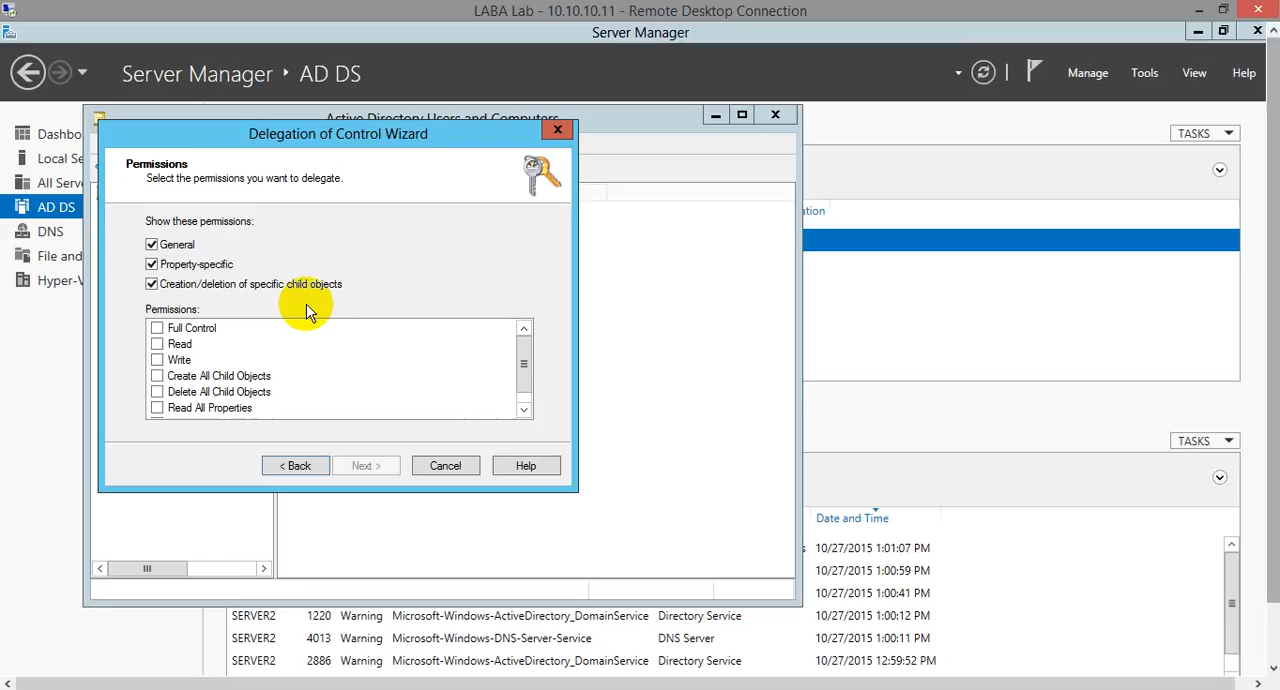 LABA Lab - 10.10.10.11 - Remote Desktop Connection
Server Manager
Server Manager ‣ AD DS
Manage Tools View Help
Active Directory Users and Computers
Delegation of Control Wizard
Dashbo
Local Se
All Serve
AD DS
DNS
File and
Hyper-V
TASKS
Permissions
Select the permissions you want to delegate.
Show these permissions:
General
Property-specific
Creation/deletion of specific child objects
Permissions:
Full Control
Read
Write
Create All Child Objects
Delete All Child Objects
Read All Properties
< Back Next > Cancel Help
ation
TASKS
Date and Time
10/27/2015 1:01:07 PM
10/27/2015 1:00:59 PM
10/27/2015 1:00:41 PM
SERVER2 1220 Warning Microsoft-Windows-ActiveDirectory_DomainService Directory Service 10/27/2015 1:00:12 PM
SERVER2 4013 Warning Microsoft-Windows-DNS-Server-Service DNS Server 10/27/2015 1:00:11 PM
SERVER2 2886 Warning Microsoft-Windows-ActiveDirectory_DomainService Directory Service 10/27/2015 12:59:52 PM